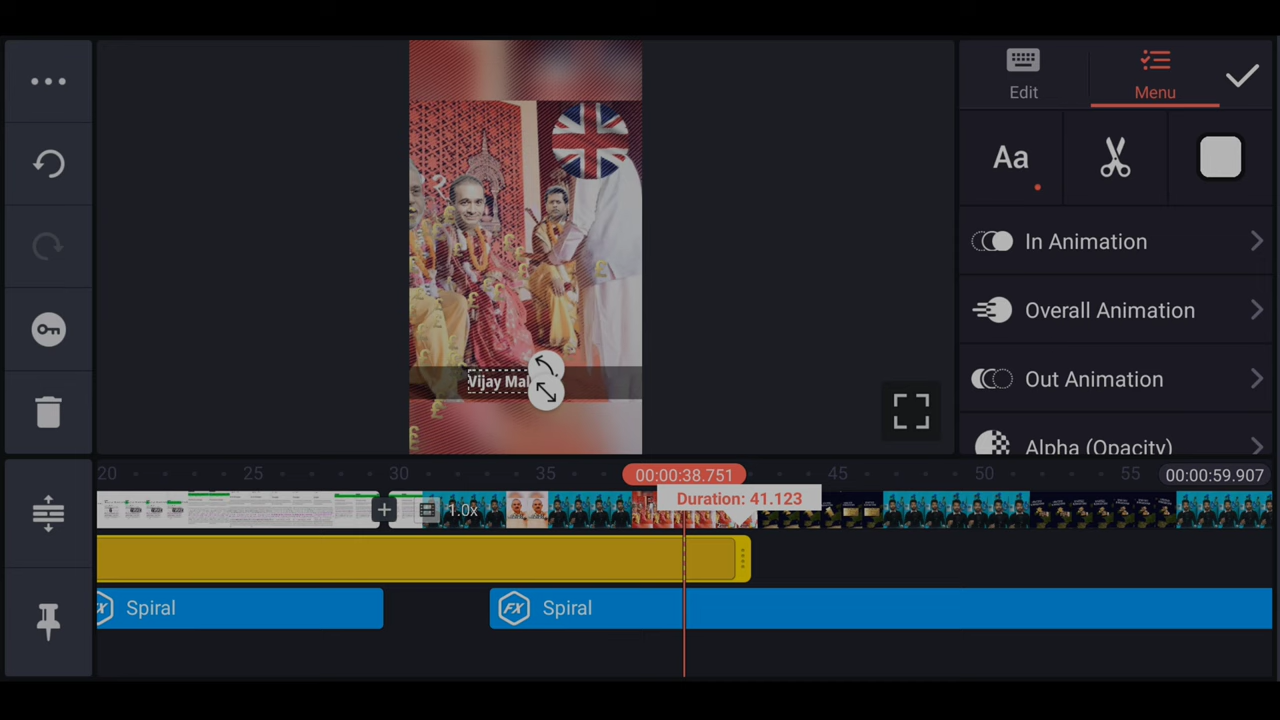 Edit
Menu
Aa
In Animation
Overall Animation
Out Animation
Alpha (Opacity)
Vijay Mal
20 25 30 35 00:00:38.751 45 50 55 00:00:59.907
Duration: 41.123
1.0x
Spiral
FX Spiral